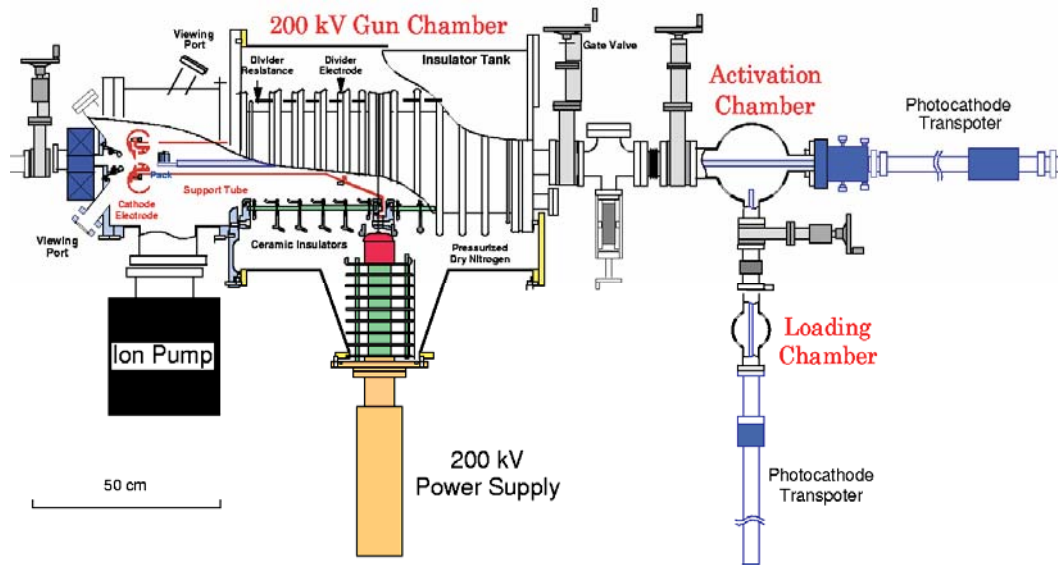 200 kV Gun Chamber
Viewing
Port
Divider
Resistance
Divider
Electrode
Insulator Tank
Gate Valve
Activation
Chamber
Photocathode
Transpoter
Pack
Support Tube
Cathode
Electrode
Viewing
Port
Ceramic Insulators
Pressurized
Dry Nitrogen
Ion Pump
Loading
Chamber
200 kV
Power Supply
50 cm
Photocathode
Transpoter